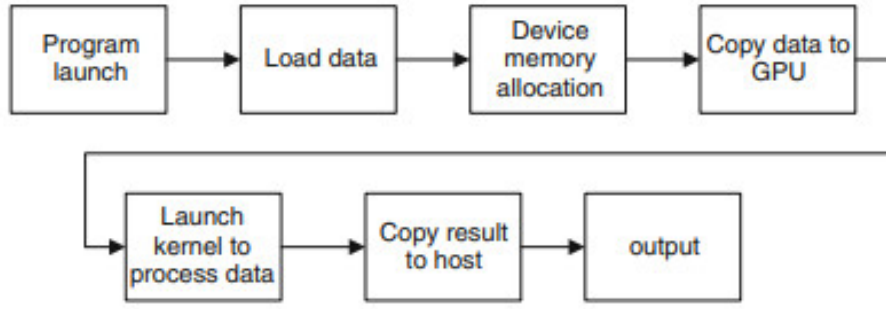 Program
launch
Load data
Device
memory
allocation
Copy data to
GPU
Launch
kernel to
process data
Copy result
to host
output